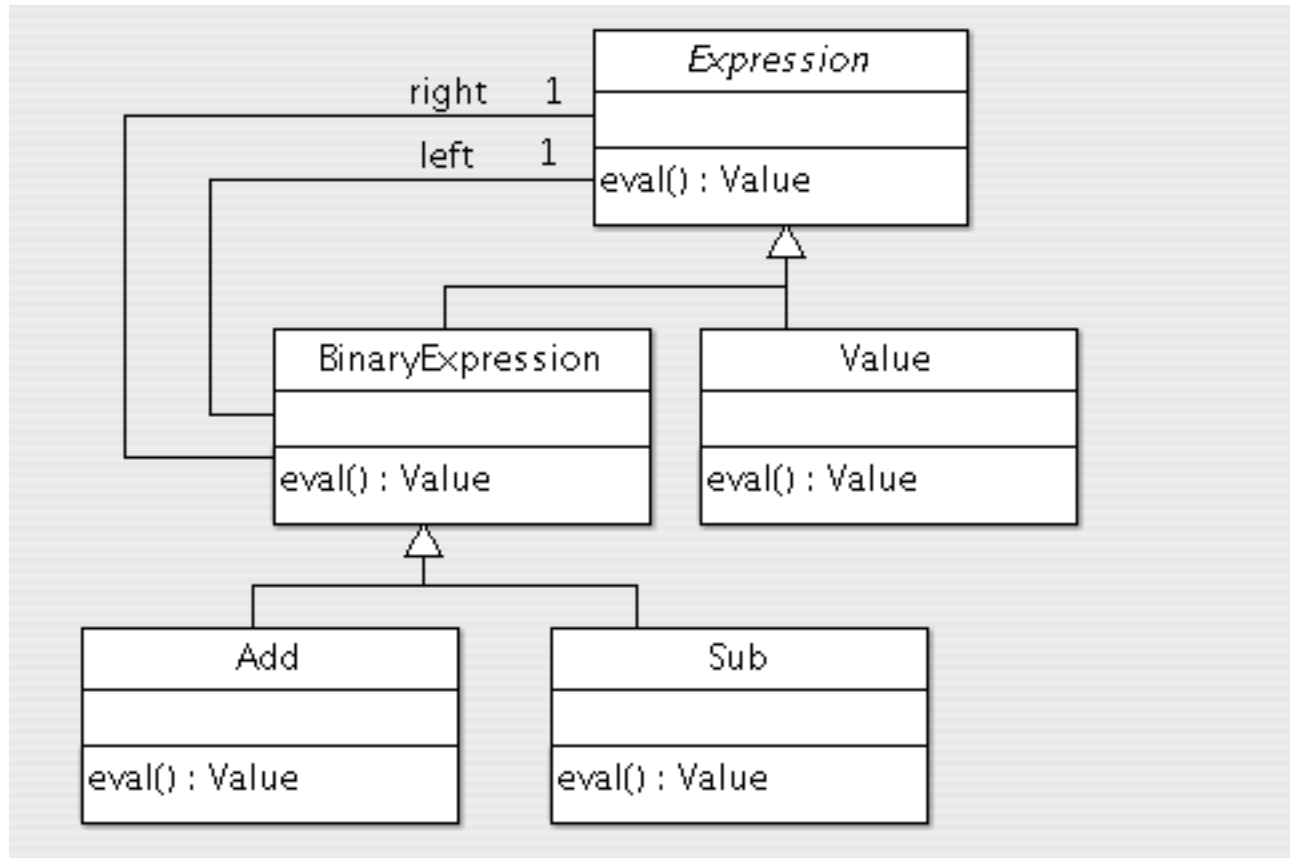 Expression
right 1
left 1
eval() : Value
BinaryExpression
Value
eval() : Value
eval() : Value
Add
Sub
eval() : Value
eval() : Value